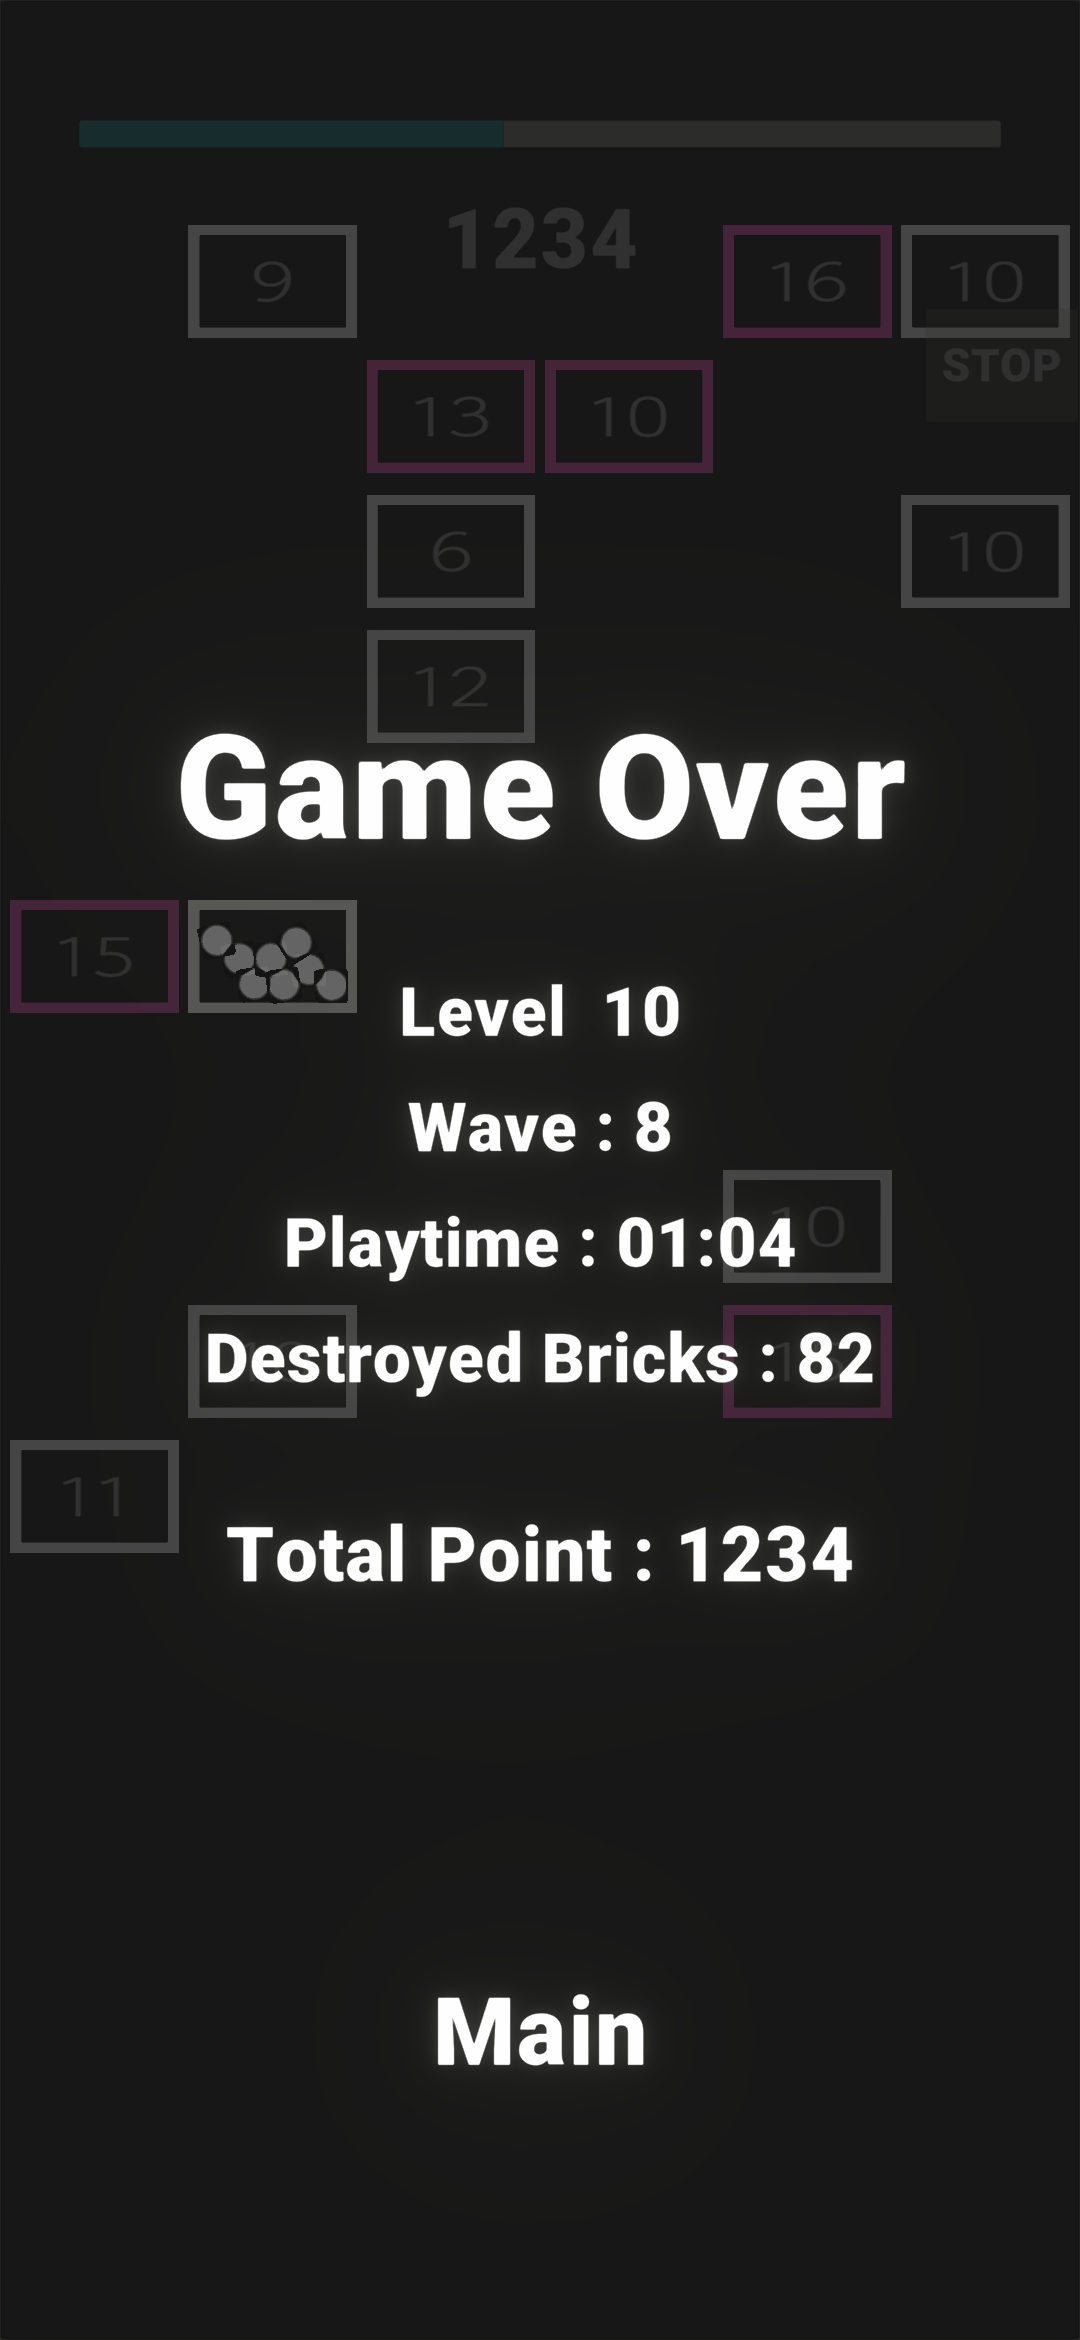 1234
9 16 10
STOP
13 10
6 10
12
Game Over
15
Level 10
Wave : 8
Playtime : 01:04
Destroyed Bricks : 82
11
Total Point : 1234
Main